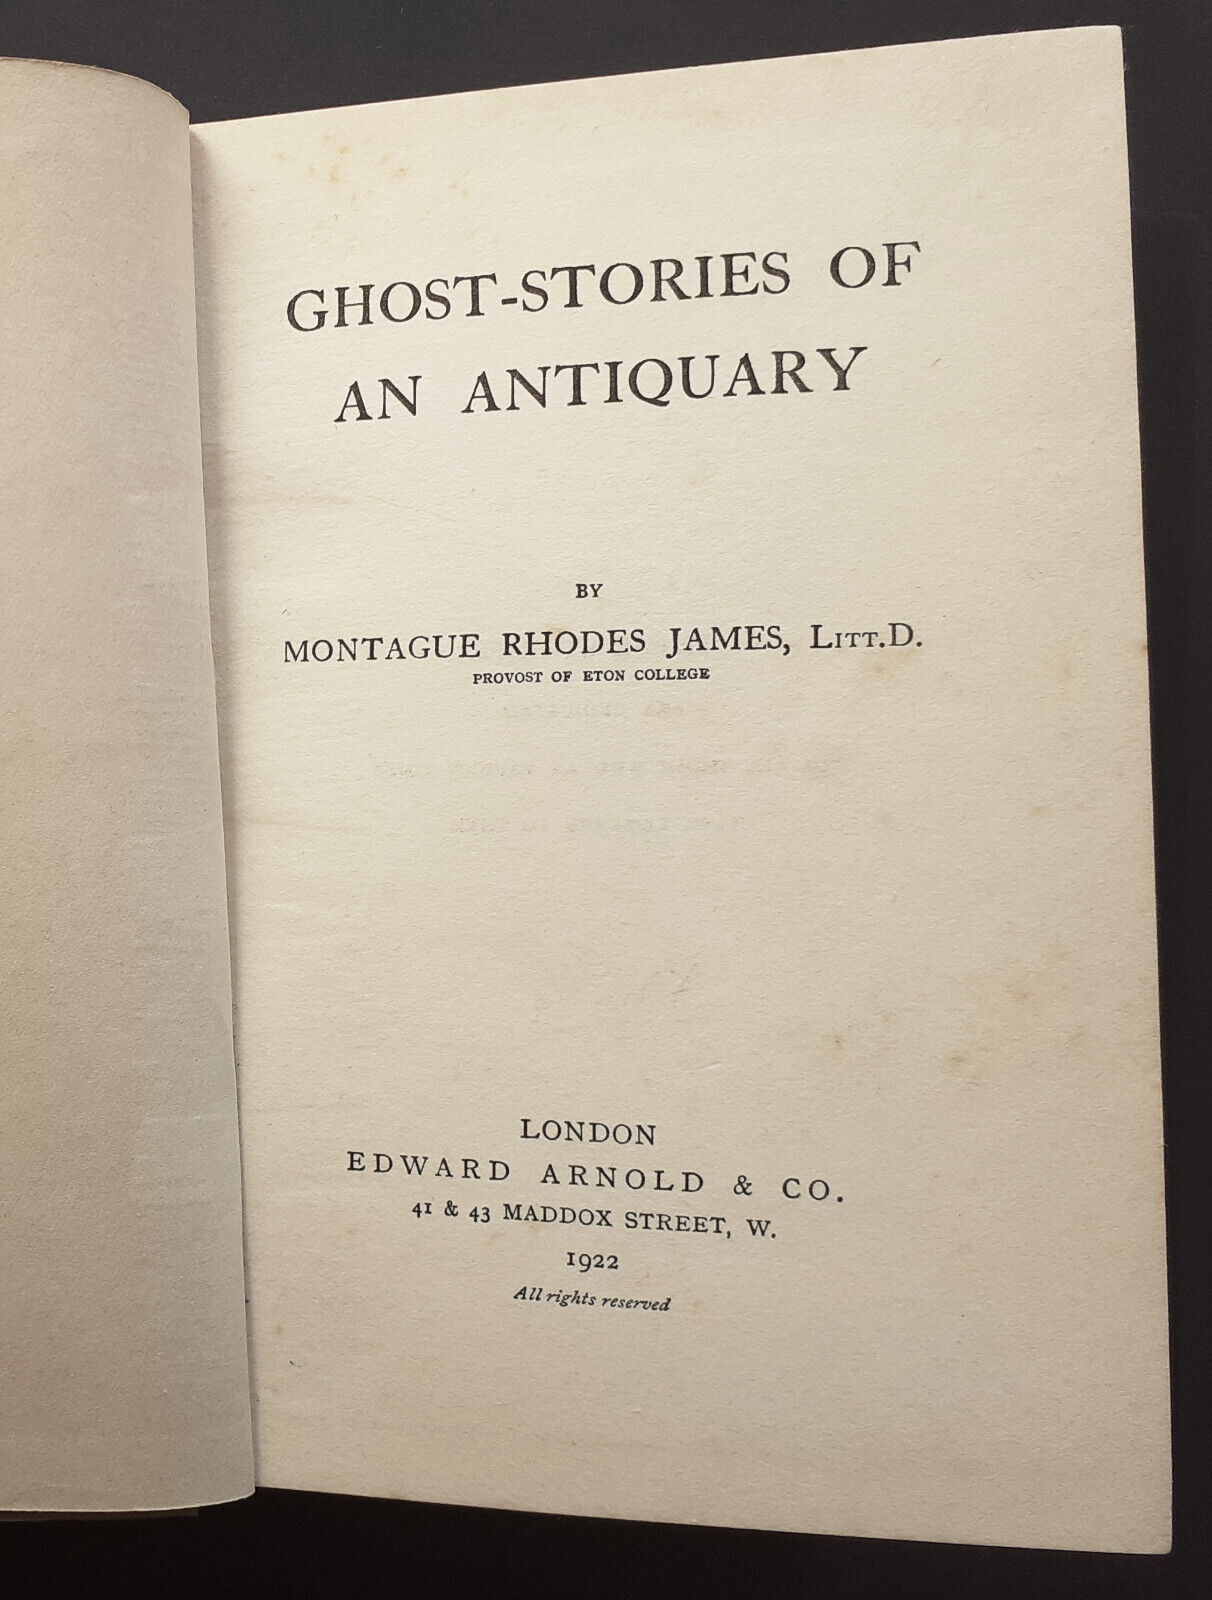 GHOST-STORIES OF
AN ANTIQUARY
BY
MONTAGUE RHODES JAMES, LITT.D.
PROVOST OF ETON COLLEGE
LONDON
EDWARD ARNOLD & CO.
41 & 43 MADDOX STREET, W.
1922
All rights reserved